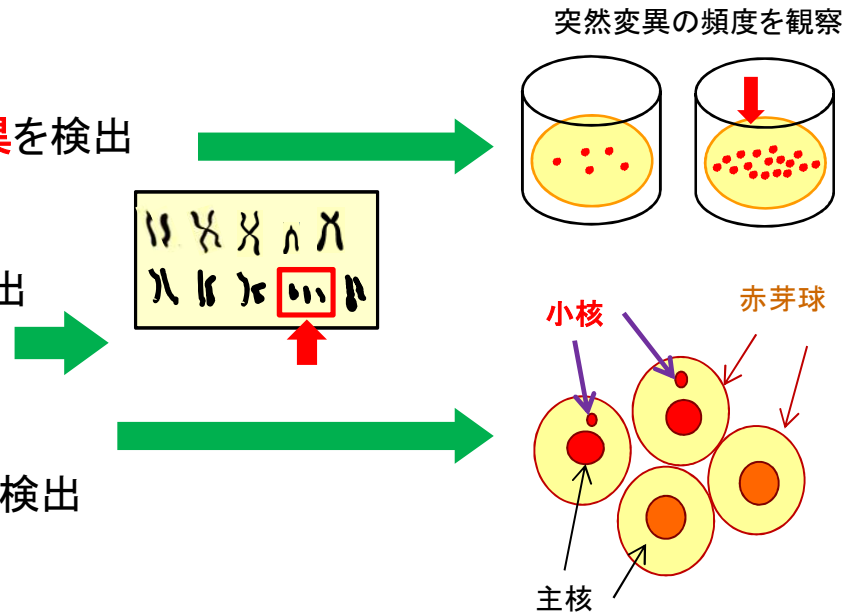 突然変異の頻度を観察
異を検出
出
小核
赤芽球
検出
主核